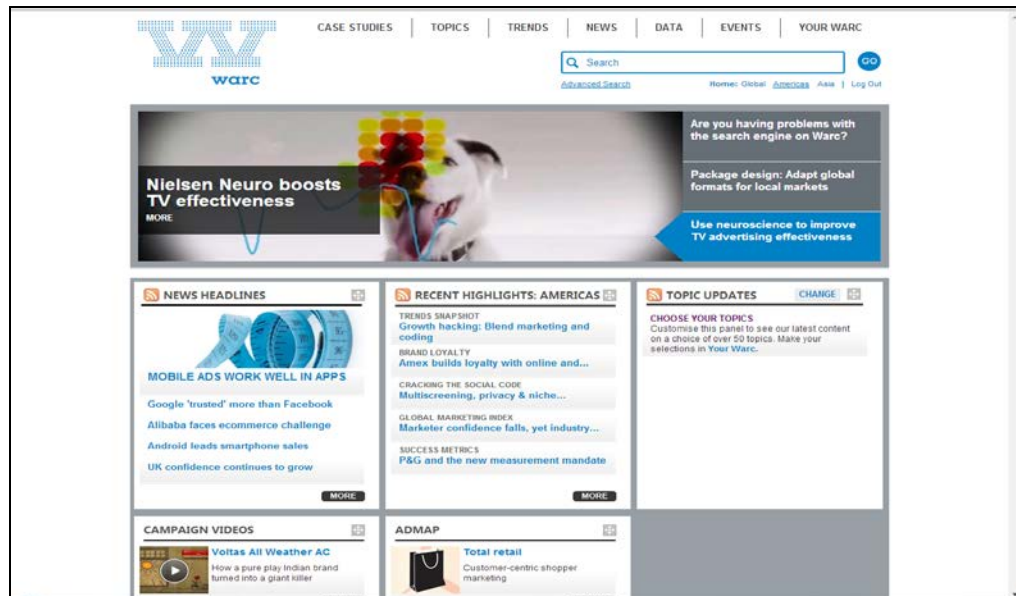 CASE STUDIES
TOPICS
TRENDS
NEWS
DATA
EVENTS
YOUR WARC
warc
Search
GO
Advanced Search
Home: Global Americas Asia | Log Out
Nielsen Neuro boosts
TV effectiveness
MORE
Are you having problems with
the search engine on Warc?
Package design: Adapt global
formats for local markets
Use neuroscience to improve
TV advertising effectiveness
NEWS HEADLINES
MOBILE ADS WORK WELL IN APPS
Google 'trusted' more than Facebook
Alibaba faces ecommerce challenge
Android leads smartphone sales
UK confidence continues to grow
MORE
RECENT HIGHLIGHTS: AMERICAS
TRENDS SNAPSHOT
Growth hacking: Blend marketing and
coding
BRAND LOYALTY
Amex builds loyalty with online and...
CRACKING THE SOCIAL CODE
Multiscreening, privacy & niche...
GLOBAL MARKETING INDEX
Marketer confidence falls, yet industry...
SUCCESS METRICS
P&G and the new measurement mandate
MORE
TOPIC UPDATES
CHANGE
CHOOSE YOUR TOPICS
Customise this panel to see our latest content
on a choice of over 50 topics. Make your
selections in Your Warc.
CAMPAIGN VIDEOS
Voltas All Weather AC
How a pure play Indian brand
turned into a giant killer
ADMAP
Total retail
Customer-centric shopper
marketing